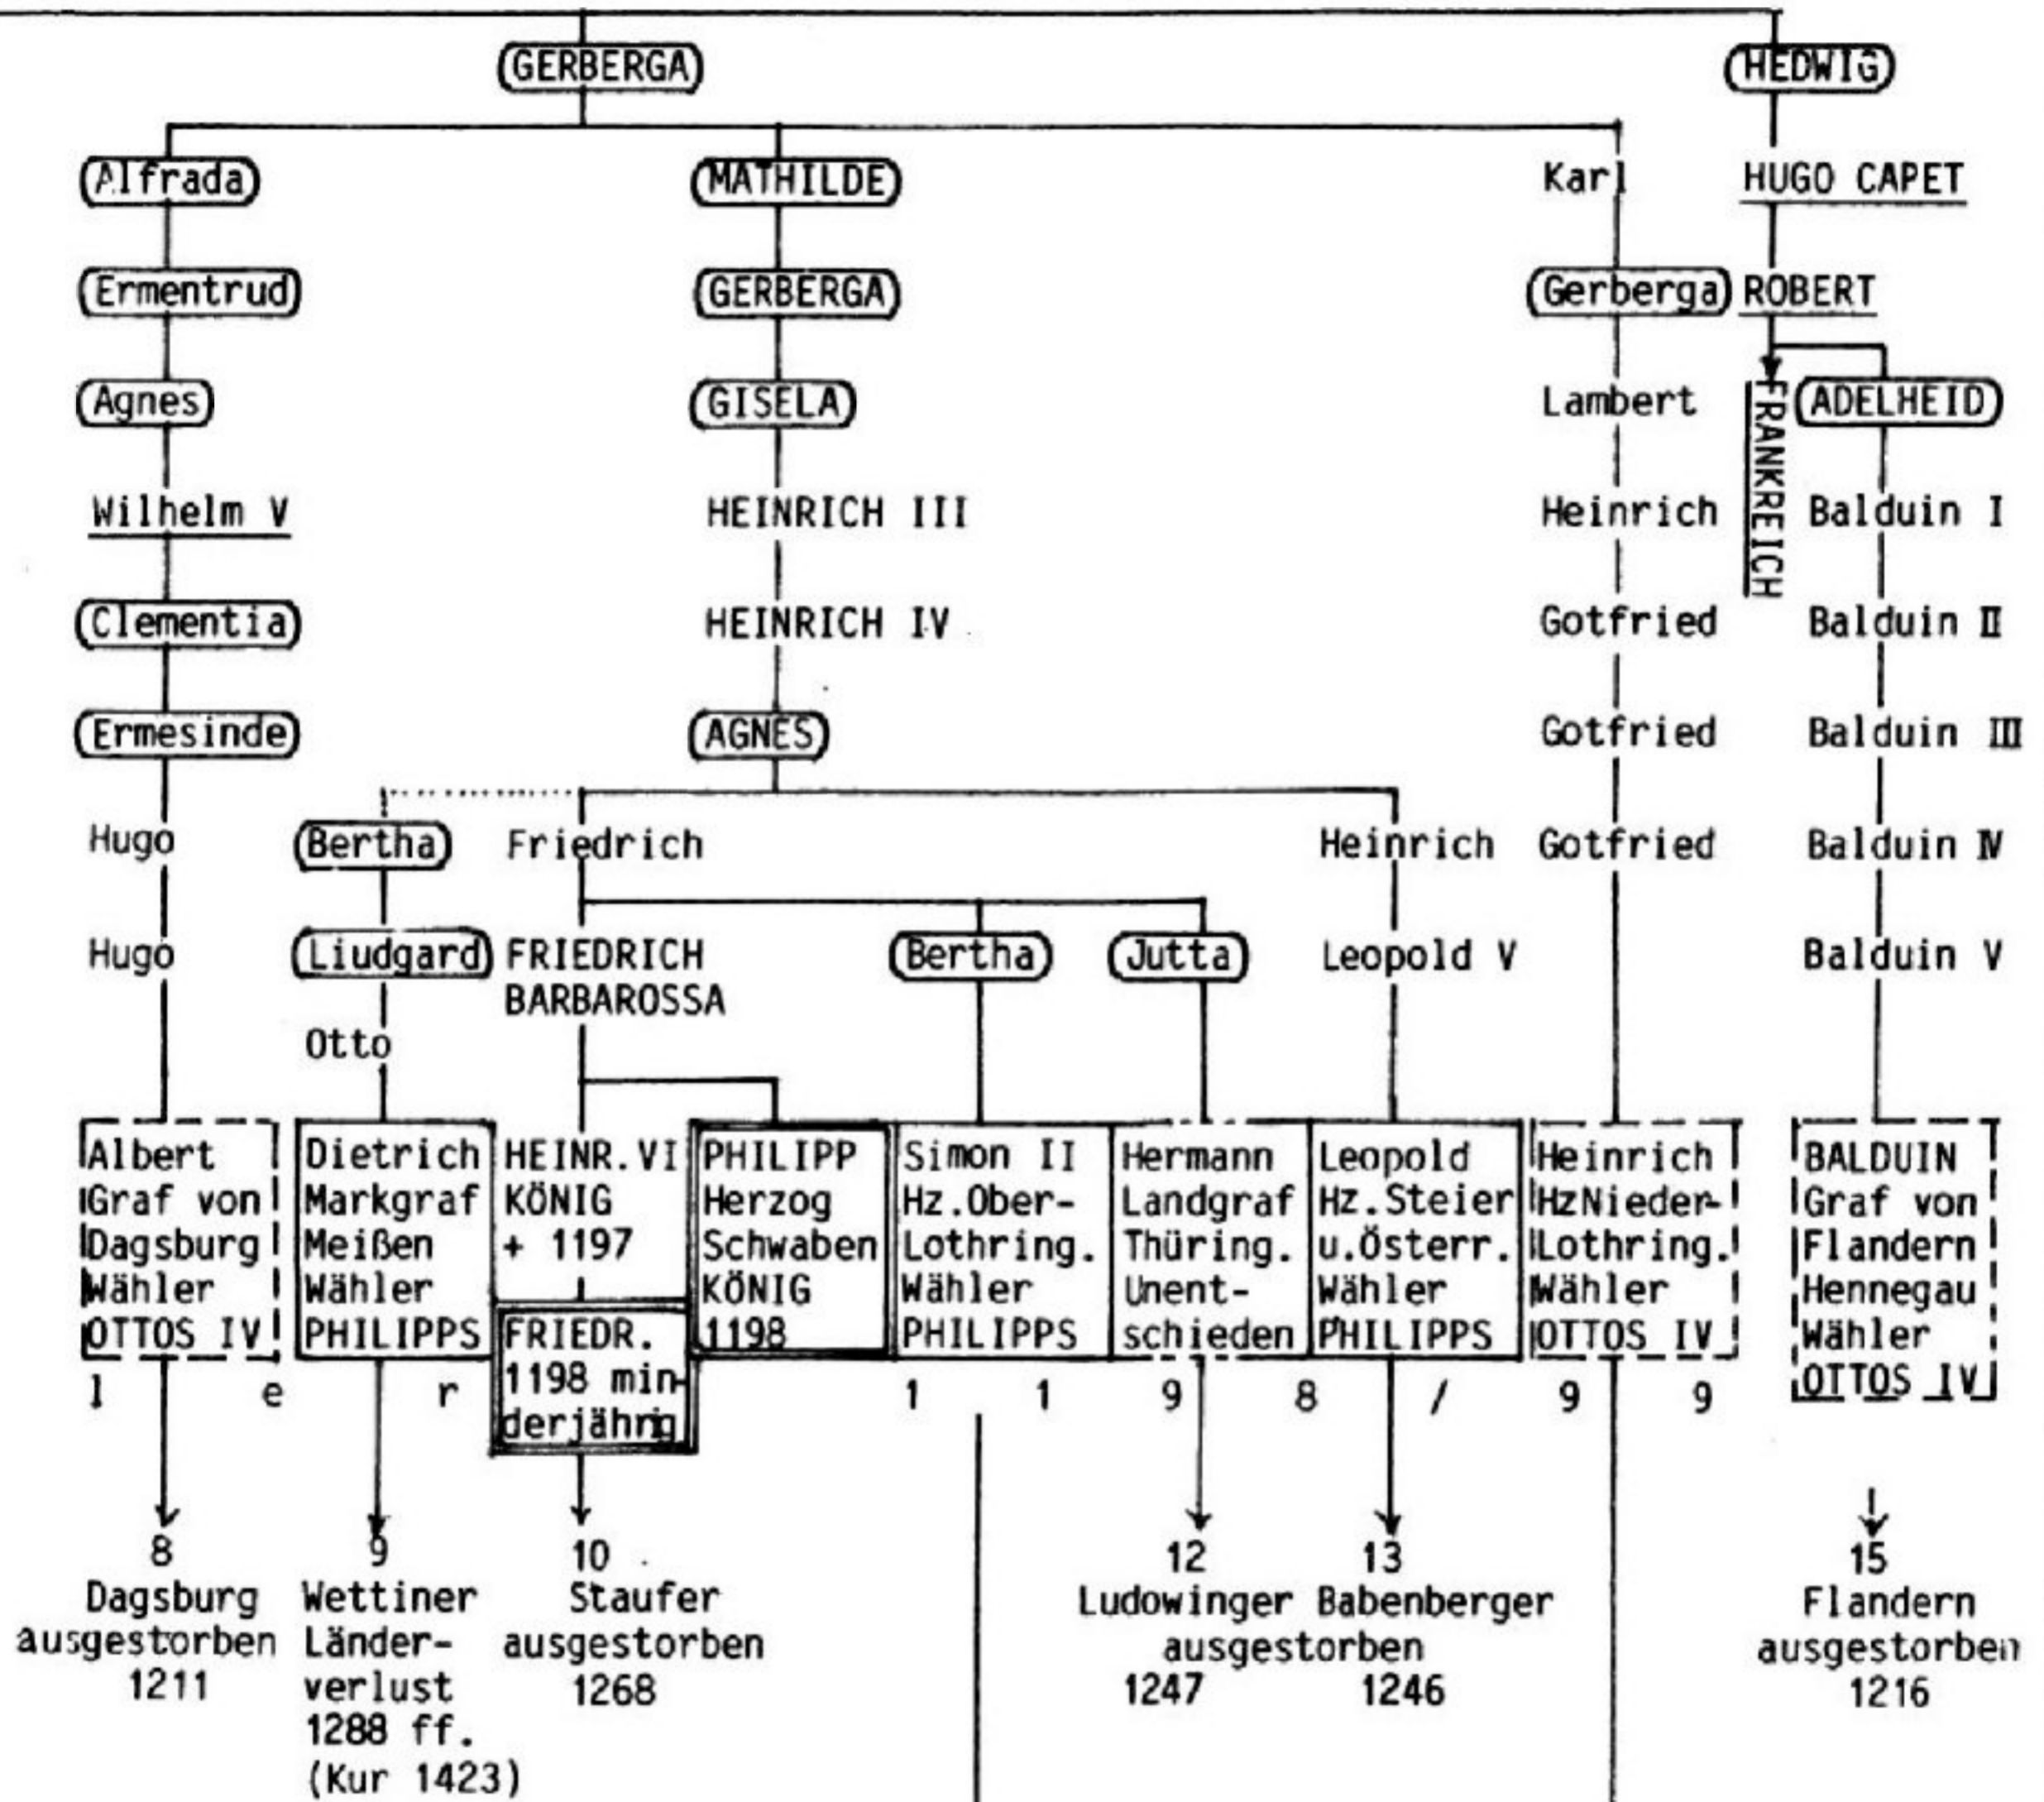 GERBERGA HEDWIG
Alfrada MATHILDE Karl HUGO CAPET
Ermentrud GERBERGA Gerberga ROBERT
Agnes GISELA Lambert FRANKREICH ADELHEID
Wilhelm V HEINRICH III Heinrich Balduin I
Clementia HEINRICH IV Gotfried Balduin II
Ermesinde AGNES Gotfried Balduin III
Hugo Bertha Friedrich Heinrich Gotfried Balduin IV
Hugo Liudgard FRIEDRICH Bertha Jutta Leopold V Balduin V
BARBAROSSA
Otto
Albert
Graf von
Dagsburg
Wähler
OTTOS IV
Dietrich
Markgraf
Meißen
Wähler
PHILIPPS
HEINR. VI
KÖNIG
+ 1197
FRIEDR.
1198 min-
derjährig
PHILIPP
Herzog
Schwaben
KÖNIG
1198
Simon II
Hz.Ober-
Lothring.
Wähler
PHILIPPS
Hermann
Landgraf
Thüring.
Unent-
schieden
Leopold
Hz.Steier
u.Österr.
Wähler
PHILIPPS
Heinrich
HzNieder-
Lothring.
Wähler
OTTOS IV
BALDUIN
Graf von
Flandern
Hennegau
Wähler
OTTOS IV
l e r 1 1 9 8 / 9 9
8
Dagsburg
ausgestorben
1211
9
Wettiner
Länder-
verlust
1288 ff.
(Kur 1423)
10
Staufer
ausgestorben
1268
12 13
Ludowinger Babenberger
ausgestorben
1247 1246
15
Flandern
ausgestorben
1216